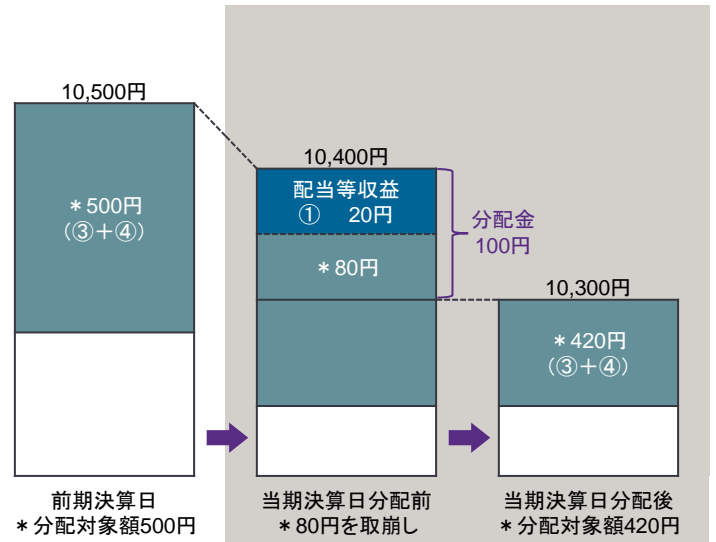 10,500円
＊500円
（③＋④）
前期決算日
＊分配対象額500円
10,400円
配当等収益
①　20円
＊80円
分配金
100円
当期決算日分配前
＊80円を取崩し
10,300円
＊420円
（③＋④）
当期決算日分配後
＊分配対象額420円